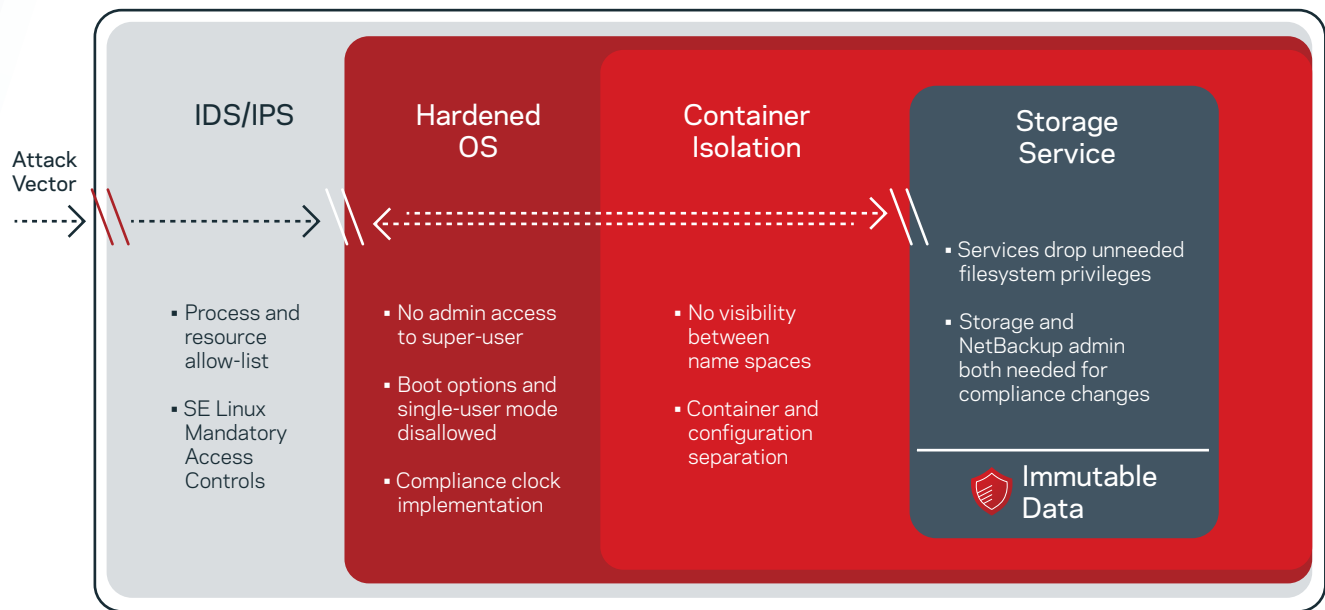 Attack
Vector
IDS/IPS
▪ Process and
resource
allow-list
▪ SE Linux
Mandatory
Access
Controls
Hardened
OS
▪ No admin access
to super-user
▪ Boot options and
single-user mode
disallowed
▪ Compliance clock
implementation
Container
Isolation
▪ No visibility
between
name spaces
▪ Container and
configuration
separation
Storage
Service
▪ Services drop unneeded
filesystem privileges
▪ Storage and
NetBackup admin
both needed for
compliance changes
Immutable
Data